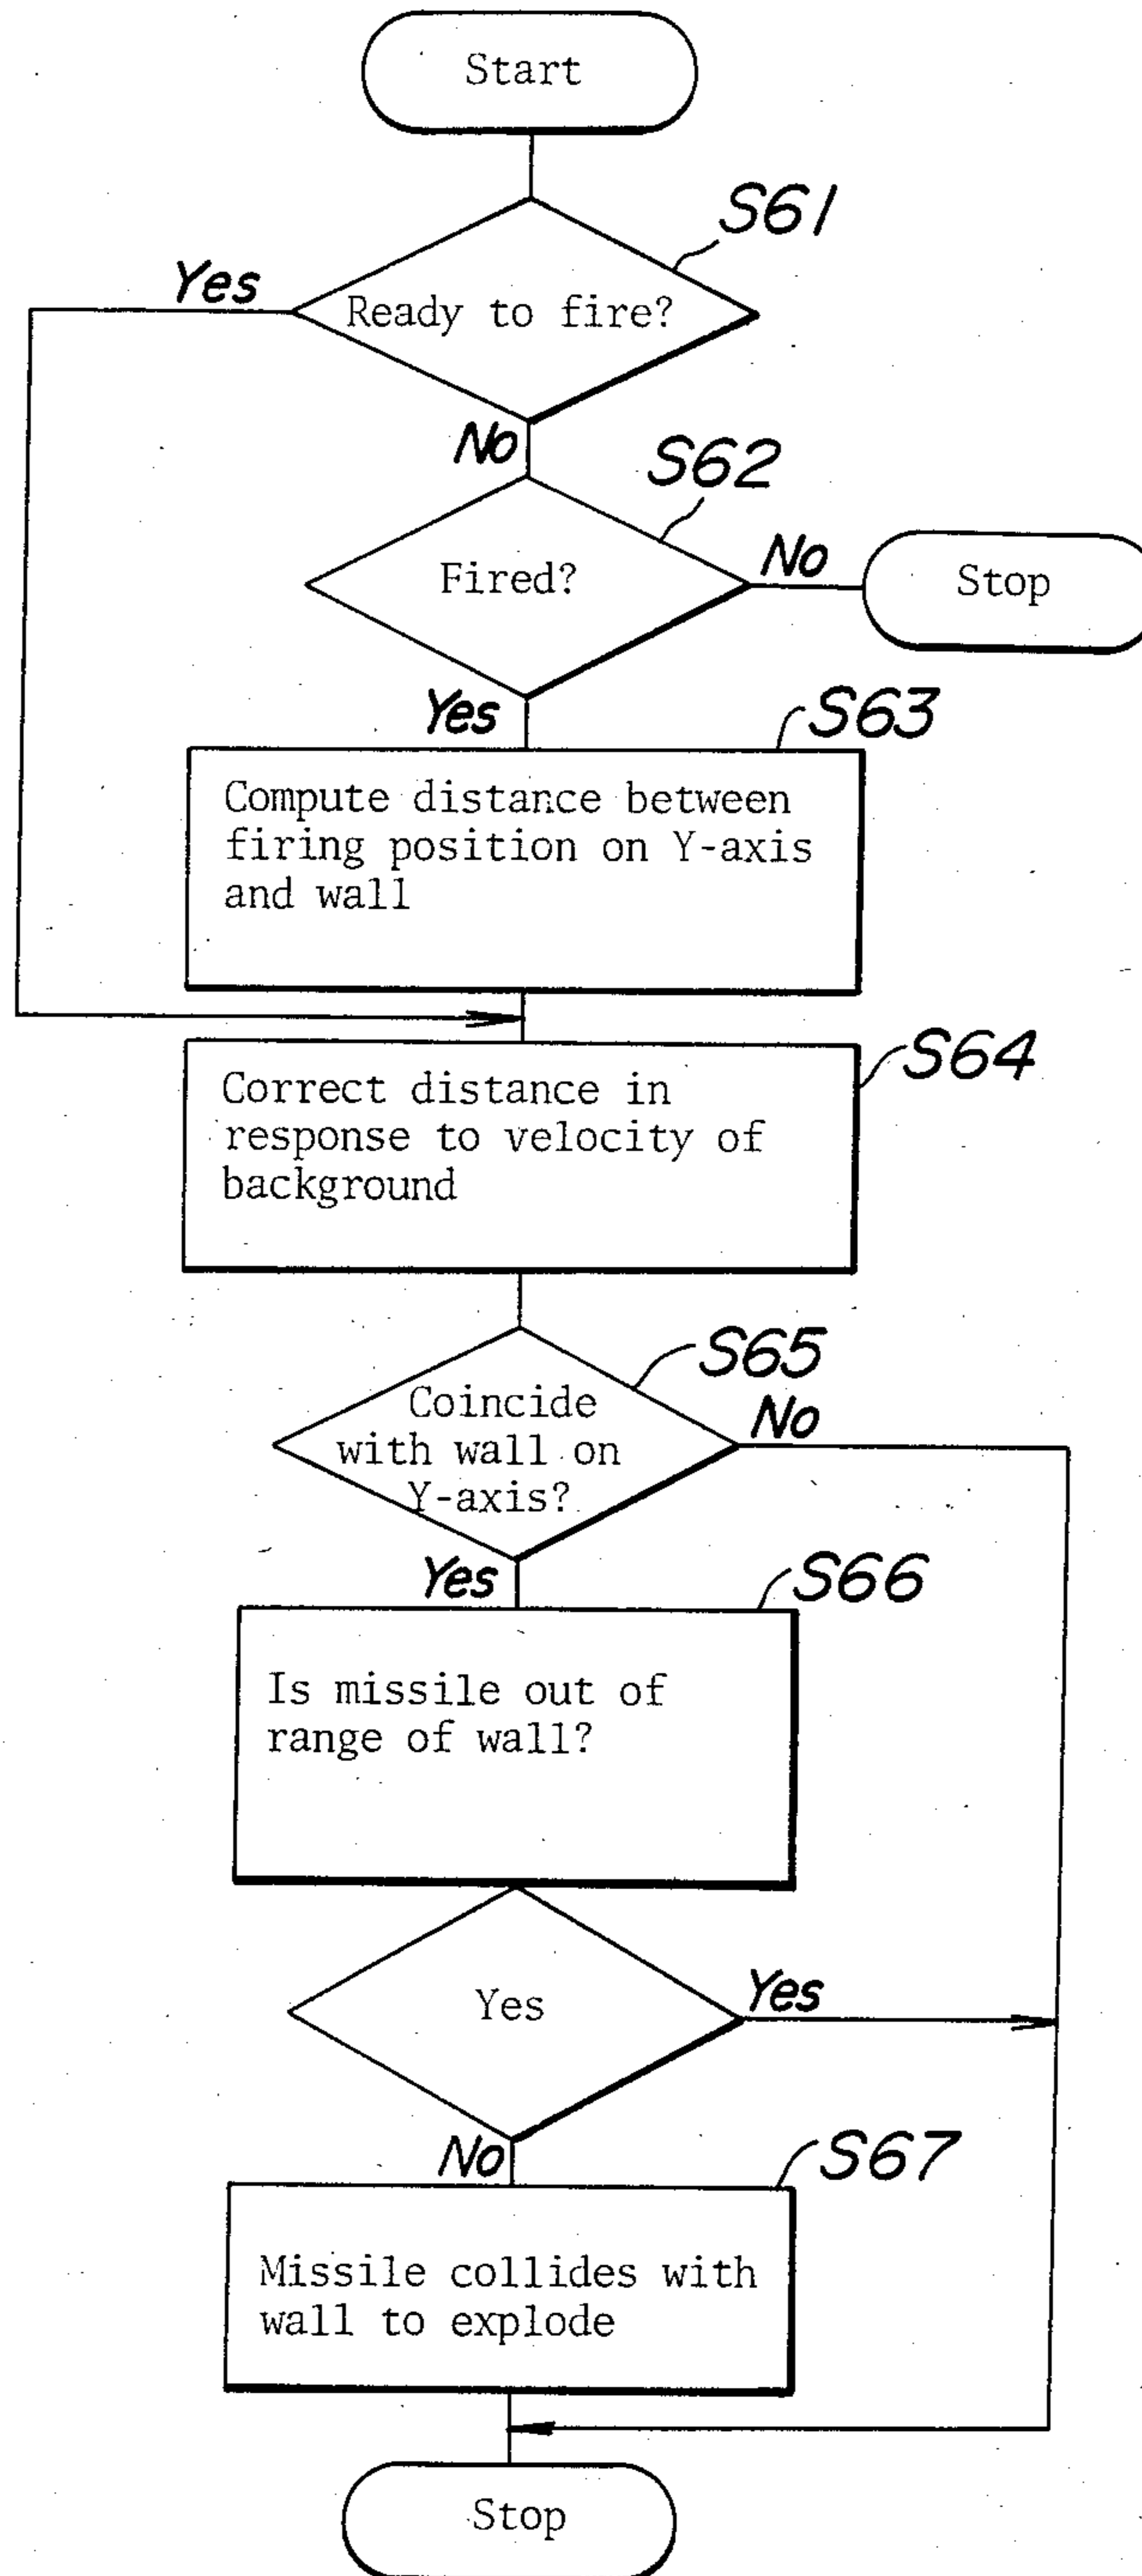 Start
S61
Yes
Ready to fire?
No
S62
Fired?
No
Stop
Yes
S63
Compute distance between
firing position on Y-axis
and wall
S64
Correct distance in
response to velocity of
background
S65
Coincide
with wall on
Y-axis?
No
Yes
S66
Is missile out of
range of wall?
Yes
Yes
No
S67
Missile collides with
wall to explode
Stop